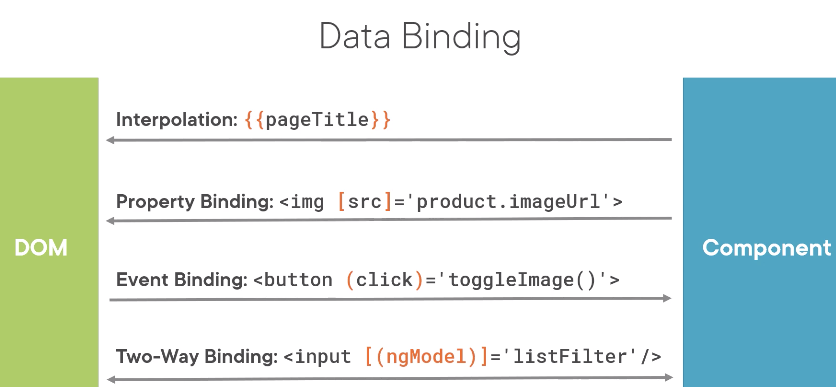 Data Binding
Interpolation: {{pageTitle}}
Property Binding: <img [src]='product.imageUrl'>
DOM
Component
Event Binding: <button (click)='toggleImage()'>
Two-Way Binding: <input [(ngModel)]='listFilter'/>